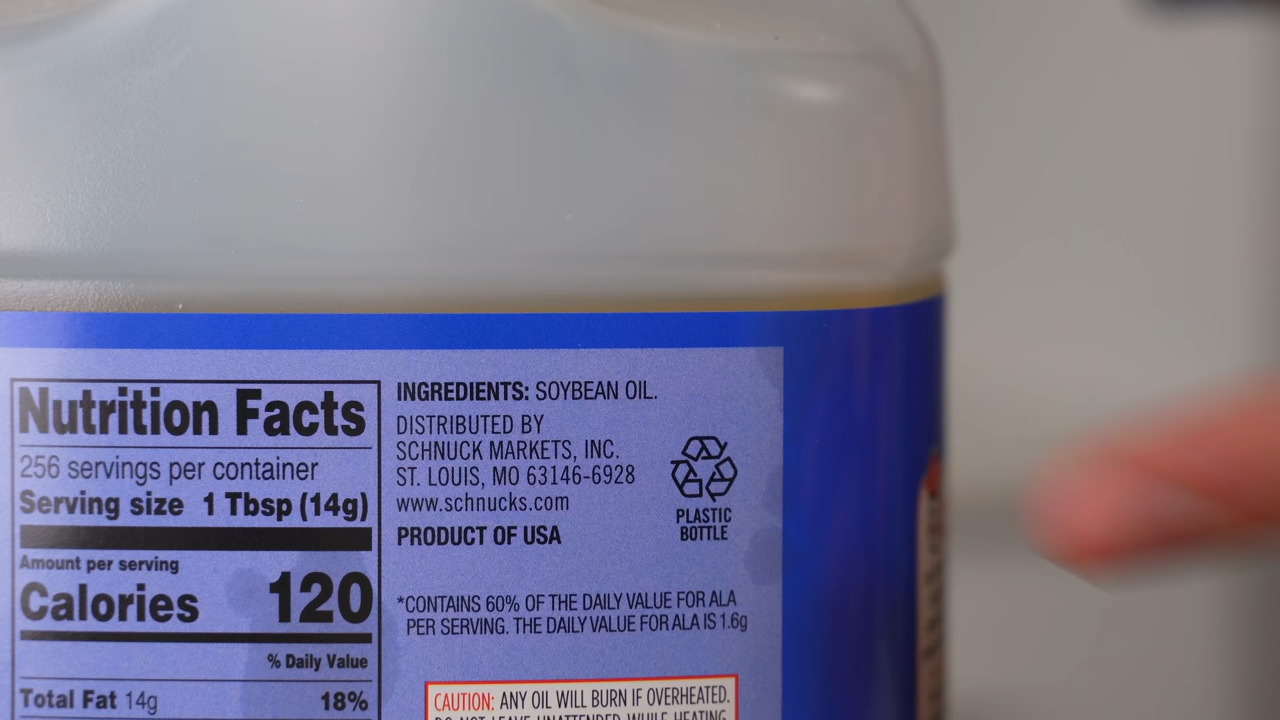 Nutrition Facts
256 servings per container
Serving size 1 Tbsp (14g)
Amount per serving
Calories 120
% Daily Value
Total Fat 14g 18%
INGREDIENTS: SOYBEAN OIL.
DISTRIBUTED BY
SCHNUCK MARKETS, INC.
ST. LOUIS, MO 63146-6928
www.schnucks.com
PRODUCT OF USA
PLASTIC
BOTTLE
*CONTAINS 60% OF THE DAILY VALUE FOR ALA
PER SERVING. THE DAILY VALUE FOR ALA IS 1.6g
CAUTION: ANY OIL WILL BURN IF OVERHEATED.
DO NOT LEAVE UNATTENDED WHILE HEATING.